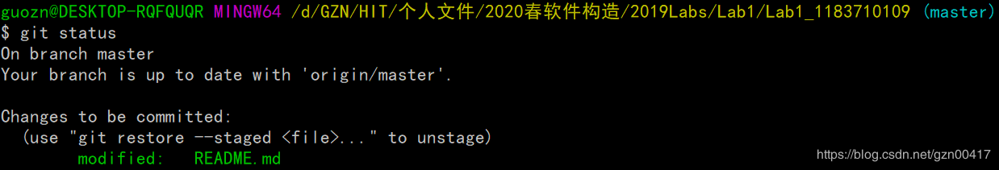 guozn@DESKTOP-RQFQUQR MINGW64 /d/GZN/HIT/个人文件/2020春软件构造/2019Labs/Lab1/Lab1_1183710109 (master)
$ git status
On branch master
Your branch is up to date with 'origin/master'.
Changes to be committed:
  (use "git restore --staged <file>..." to unstage)
        modified:   README.md
https://blog.csdn.net/gzn00417